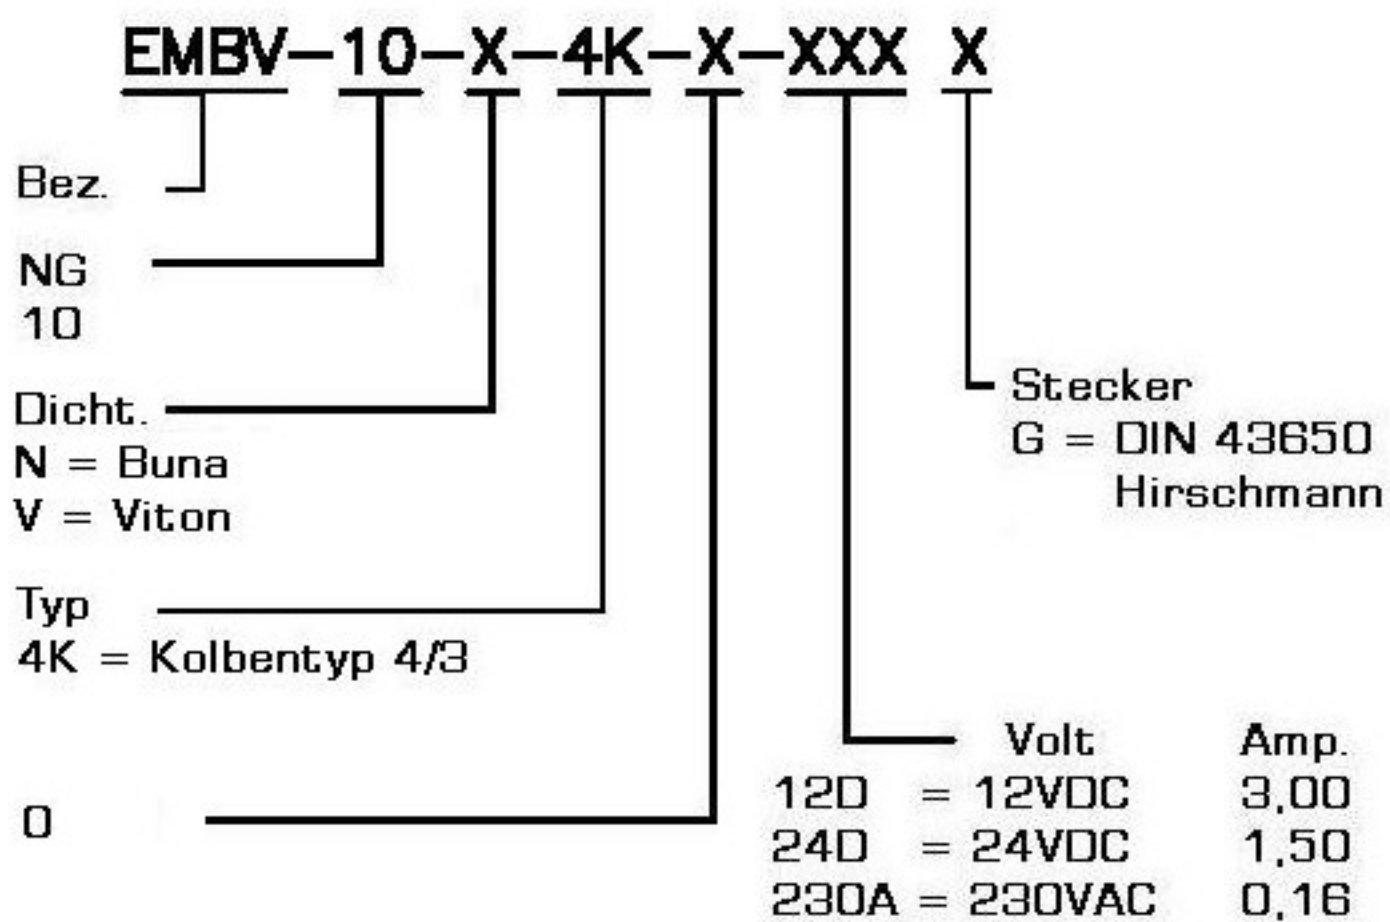 EMBV-10-X-4K-X-XXX X
Bez.
NG
10
Dicht.
N = Buna
V = Viton
Typ
4K = Kolbentyp 4/3
0
Stecker
G = DIN 43650
Hirschmann
Volt Amp.
12D = 12VDC 3,00
24D = 24VDC 1,50
230A = 230VAC 0,16